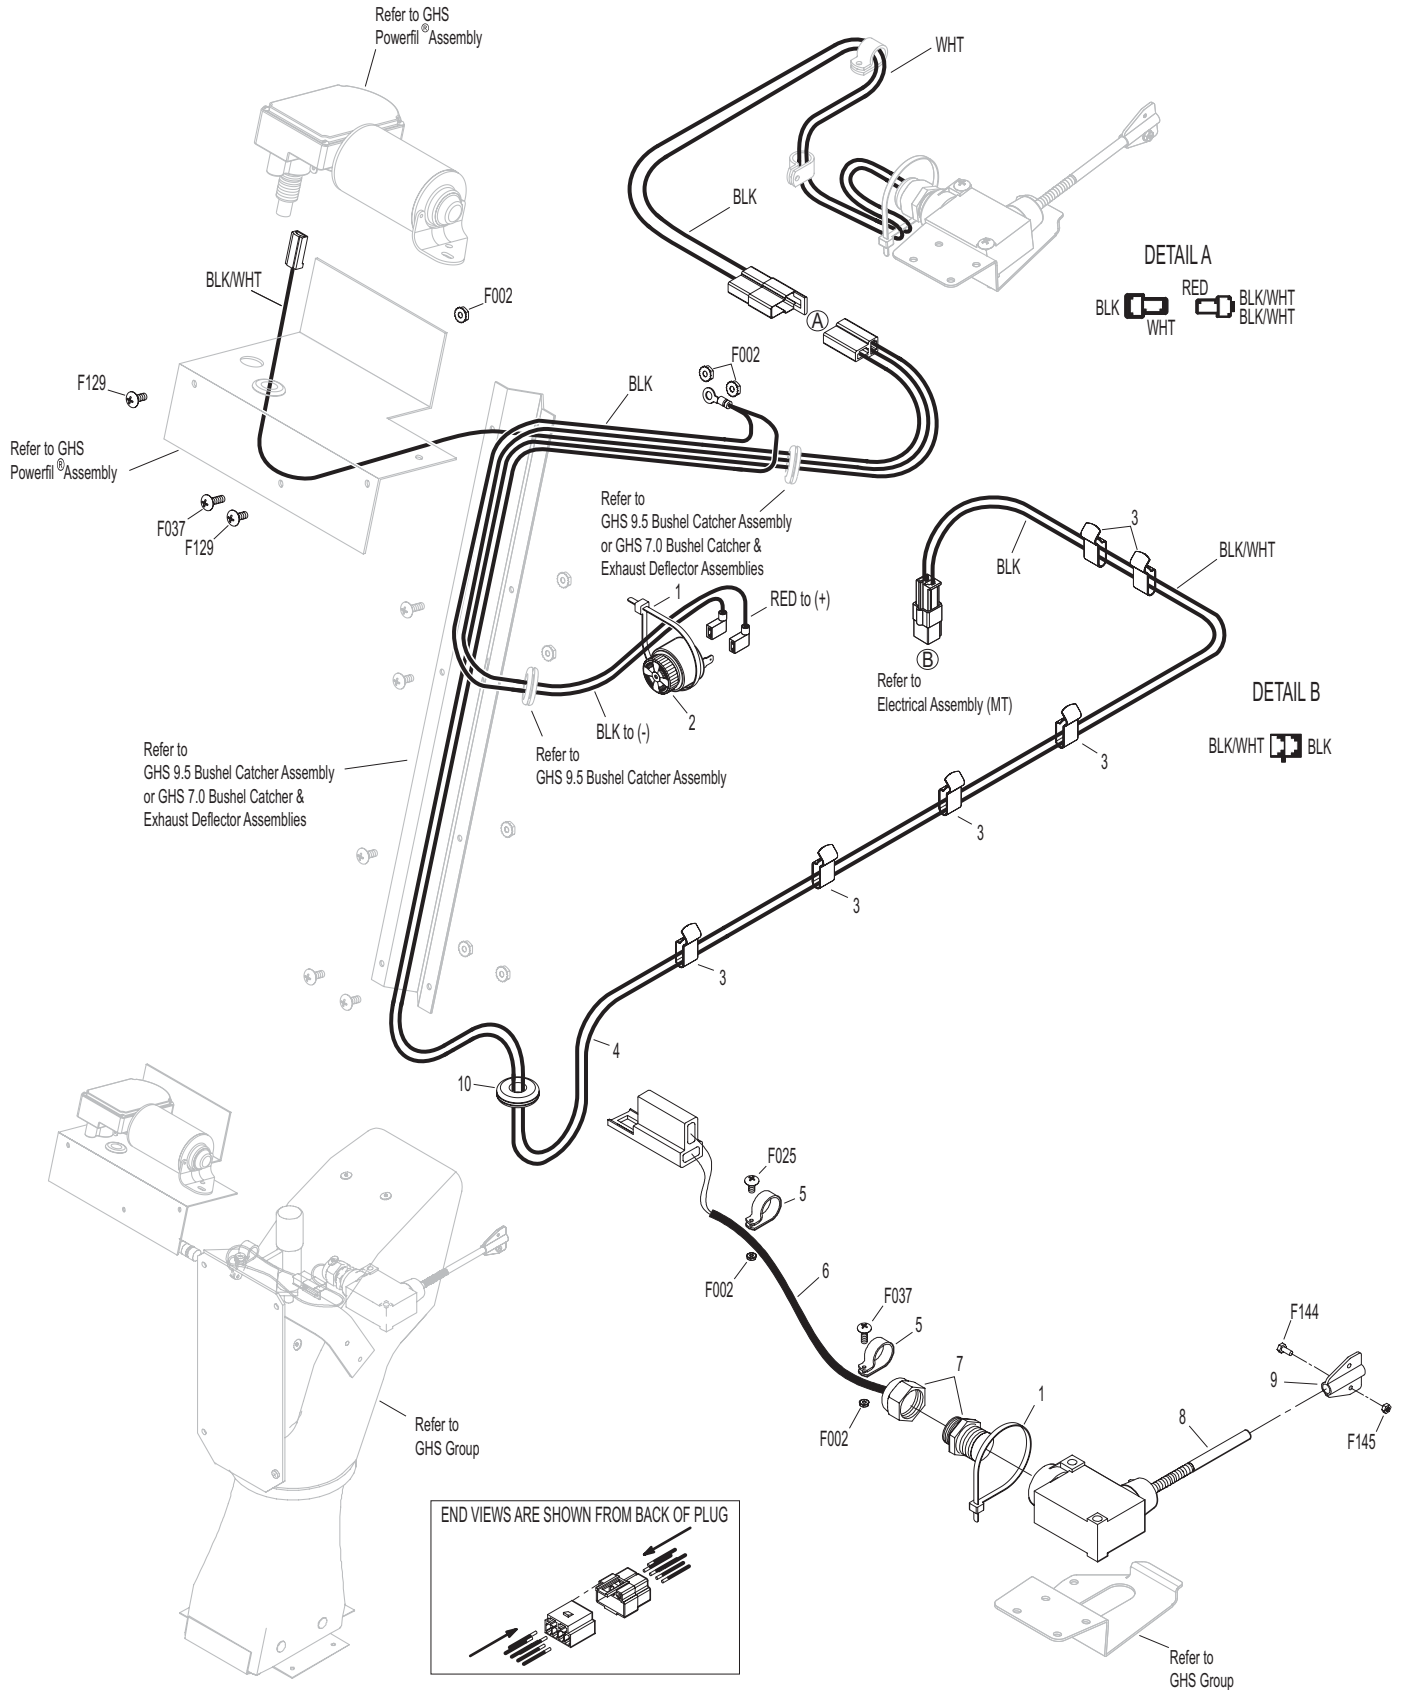 Refer to GHS
Powerfil ® Assembly
WHT
BLK
BLK/WHT
F002
DETAIL A
BLK
WHT
RED
BLK/WHT
BLK/WHT
A
F002
F129
BLK
Refer to GHS
Powerfil ® Assembly
F037
F129
Refer to
GHS 9.5 Bushel Catcher Assembly
or GHS 7.0 Bushel Catcher &
Exhaust Deflector Assemblies
1
RED to (+)
BLK to (-)
2
Refer to
GHS 9.5 Bushel Catcher Assembly
Refer to
GHS 9.5 Bushel Catcher Assembly
or GHS 7.0 Bushel Catcher &
Exhaust Deflector Assemblies
3
BLK
BLK/WHT
B
Refer to
Electrical Assembly (MT)
DETAIL B
BLK/WHT
BLK
3
3
3
3
4
10
F025
5
F002
6
F037
5
7
F002
1
F144
9
8
F145
Refer to
GHS Group
END VIEWS ARE SHOWN FROM BACK OF PLUG
Refer to
GHS Group